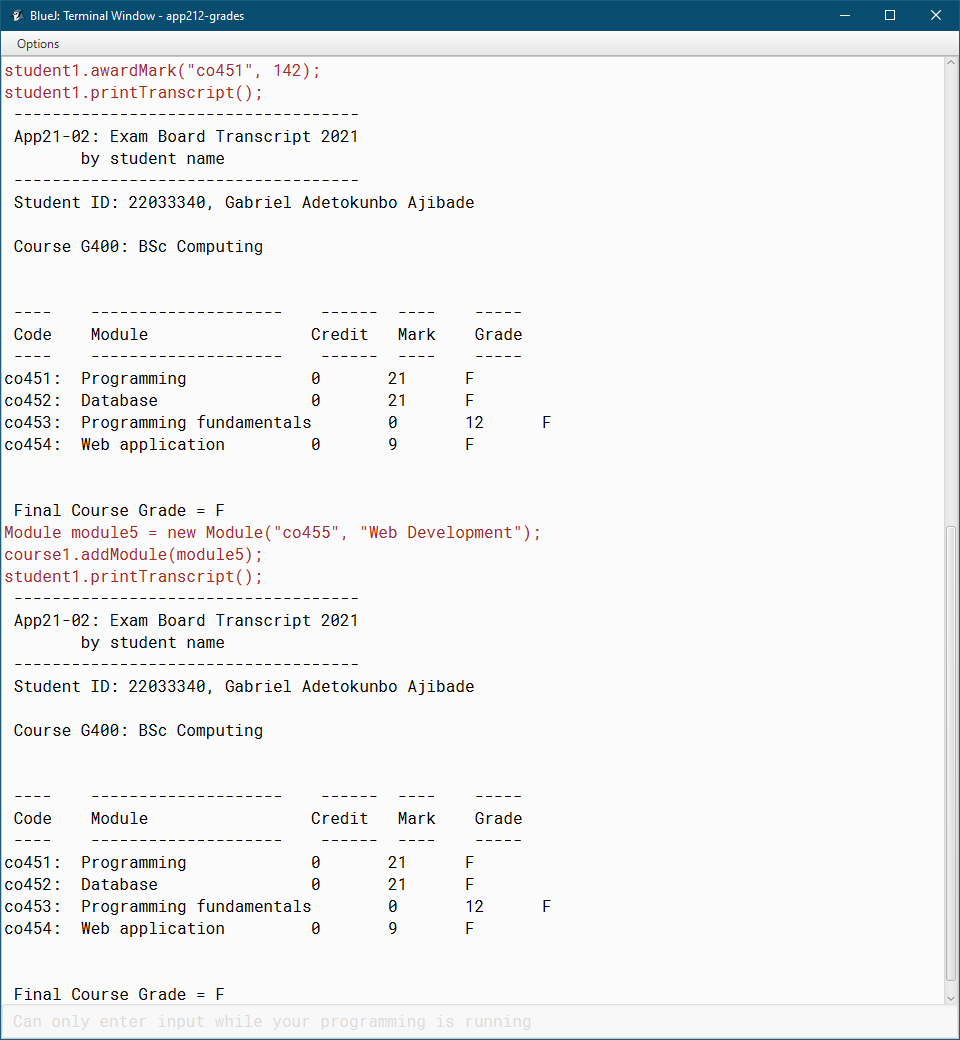 BlueJ: Terminal Window - app212-grades
Options
student1.awardMark("co451", 142);
student1.printTranscript();
------------------------------------
App21-02: Exam Board Transcript 2021
       by student name
------------------------------------
Student ID: 22033340, Gabriel Adetokunbo Ajibade
Course G400: BSc Computing
----    --------------------    ------  ----    -----
Code    Module                 Credit   Mark    Grade
----    --------------------    ------  ----    -----
co451:  Programming             0       21      F
co452:  Database                0       21      F
co453:  Programming fundamentals        0       12      F
co454:  Web application         0       9       F
Final Course Grade = F
Module module5 = new Module("co455", "Web Development");
course1.addModule(module5);
student1.printTranscript();
------------------------------------
App21-02: Exam Board Transcript 2021
       by student name
------------------------------------
Student ID: 22033340, Gabriel Adetokunbo Ajibade
Course G400: BSc Computing
----    --------------------    ------  ----    -----
Code    Module                 Credit   Mark    Grade
----    --------------------    ------  ----    -----
co451:  Programming             0       21      F
co452:  Database                0       21      F
co453:  Programming fundamentals        0       12      F
co454:  Web application         0       9       F
Final Course Grade = F
Can only enter input while your programming is running